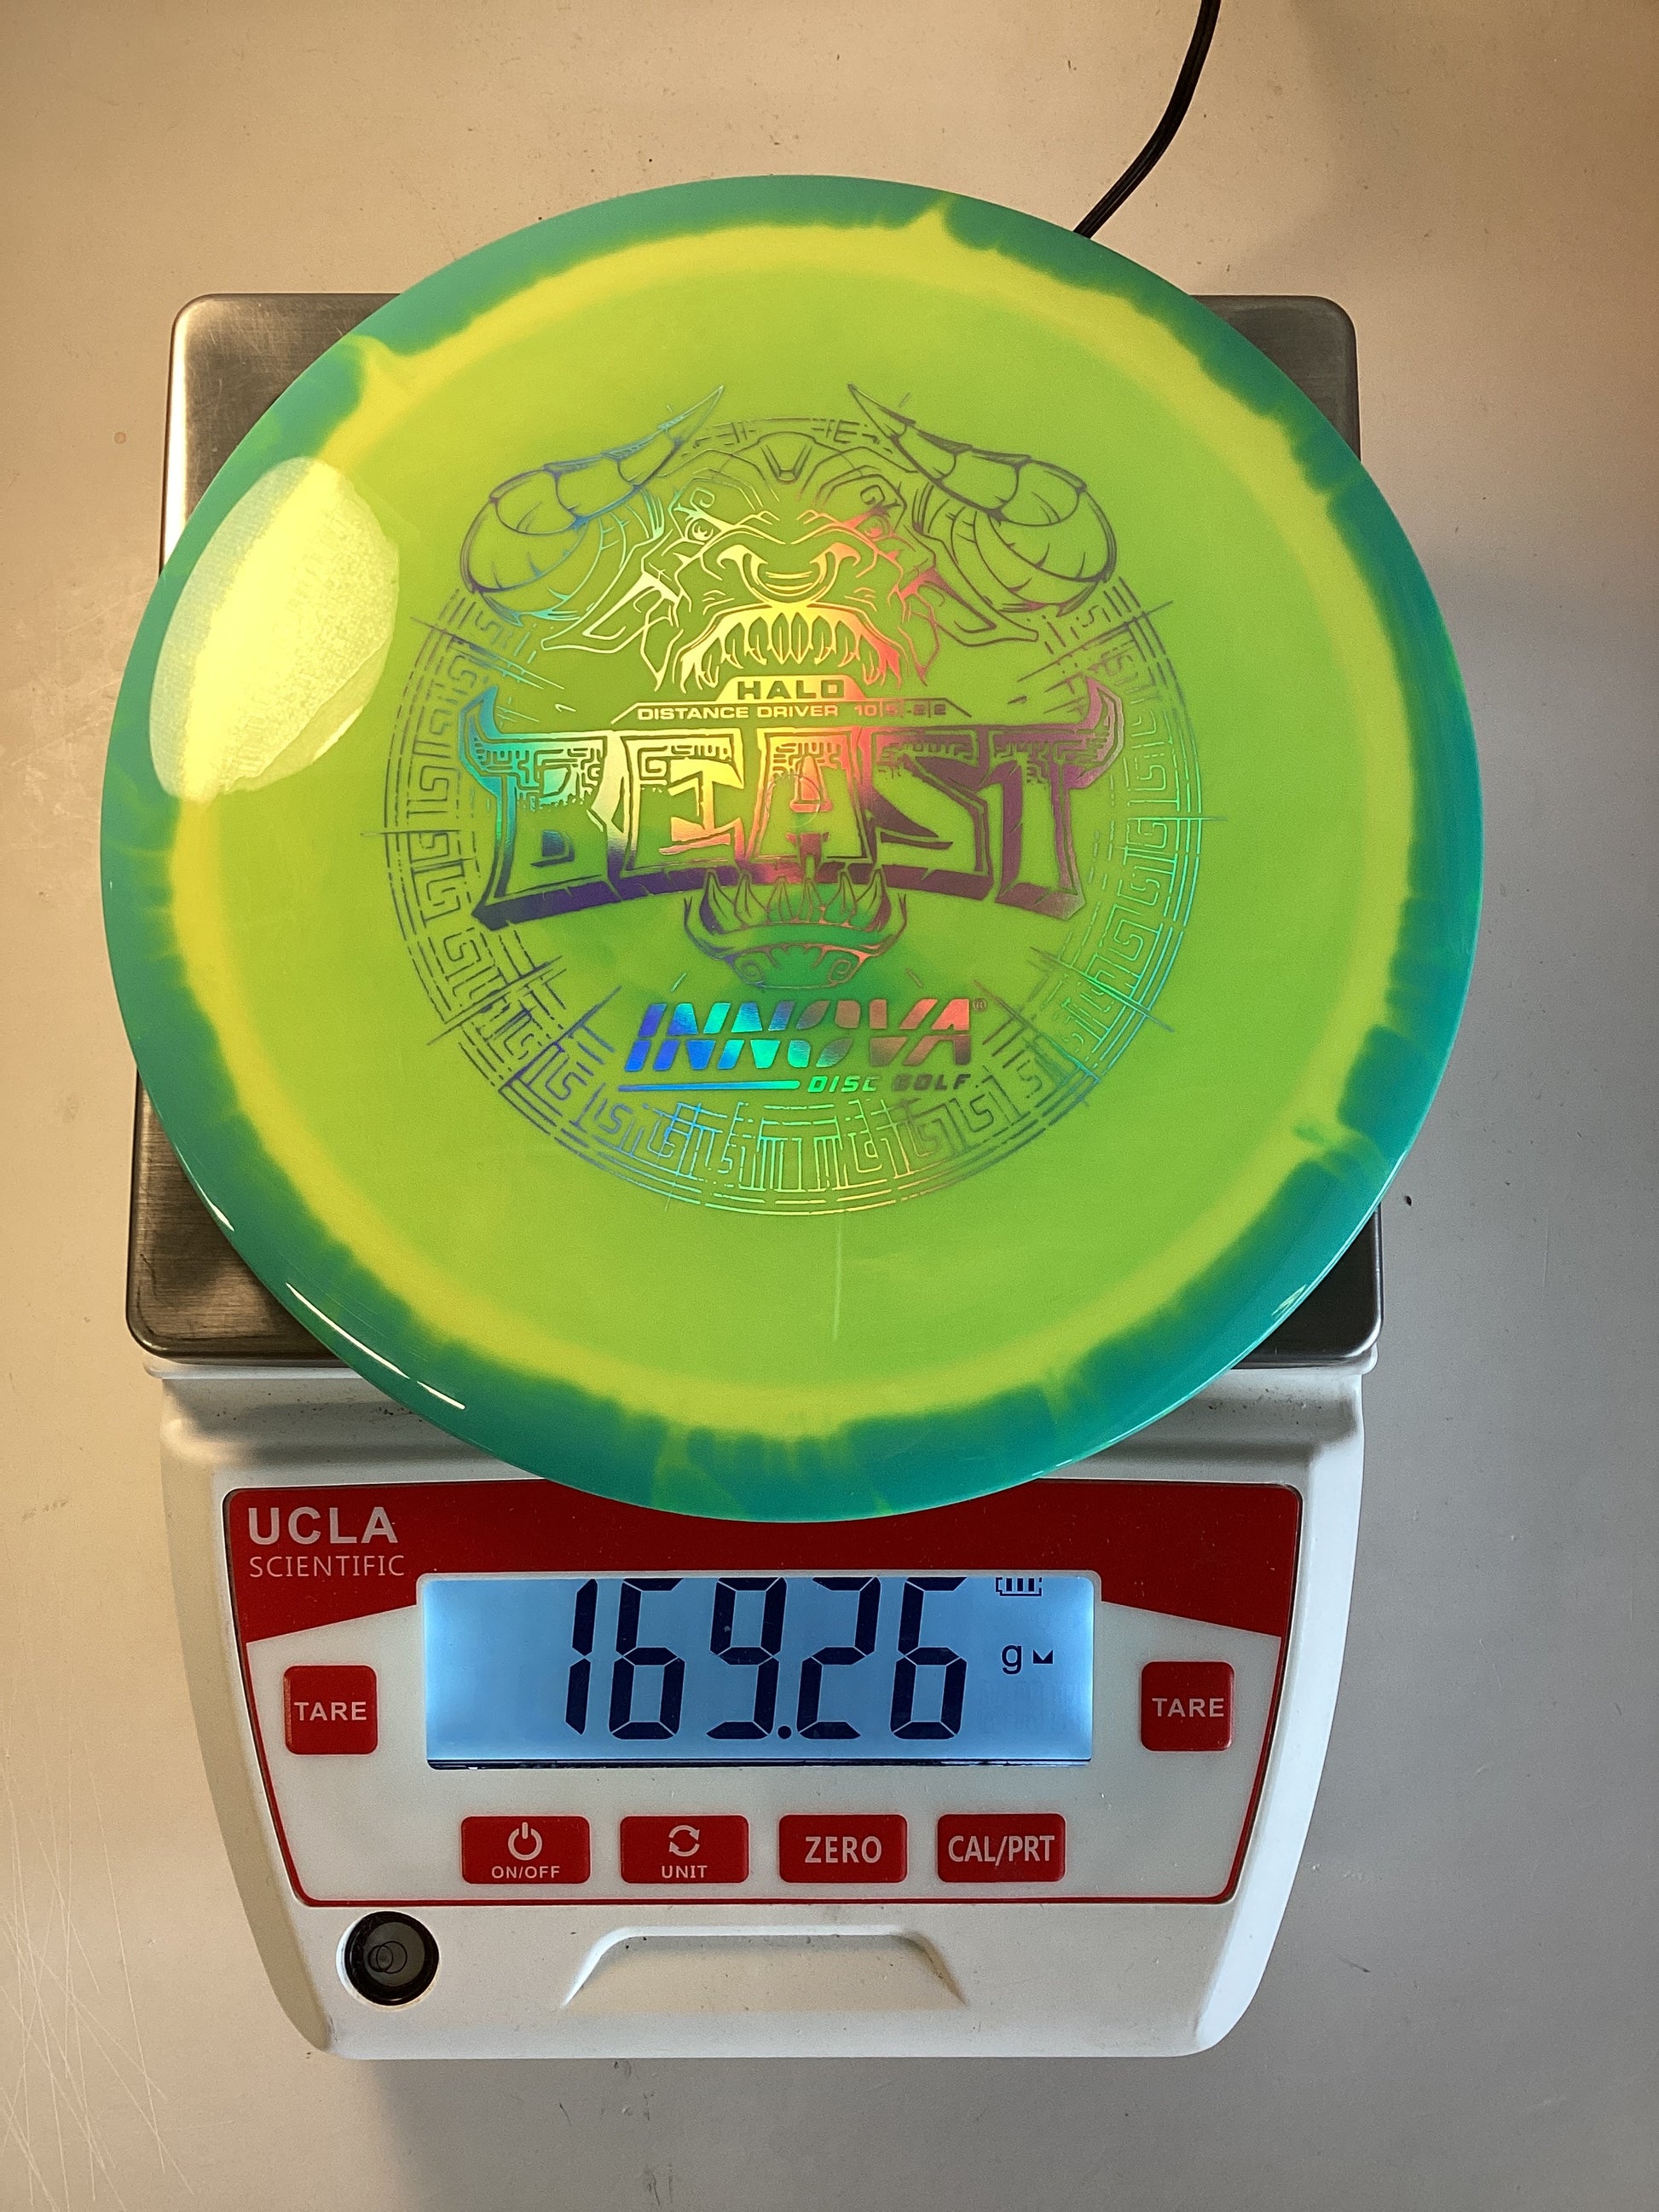 HALO
DISTANCE DRIVER 10|5|-2|2
BEAST
INNOVA®
DISC GOLF
UCLA
SCIENTIFIC
169.26
g
TARE
TARE
ON/OFF
UNIT
ZERO
CAL/PRT